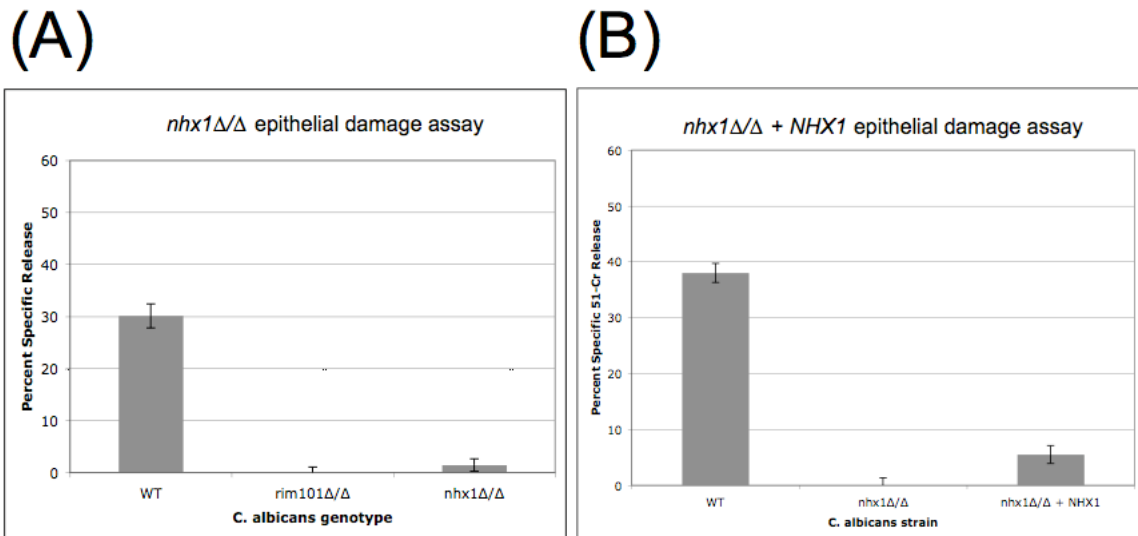 (A)
nhx1Δ/Δ epithelial damage assay
60
50
40
30
20
10
0
Percent Specific Release
WT
rim101Δ/Δ
nhx1Δ/Δ
C. albicans genotype
(B)
nhx1Δ/Δ + NHX1 epithelial damage assay
60
50
40
30
20
10
0
Percent Specific 51-Cr Release
WT
nhx1Δ/Δ
nhx1Δ/Δ + NHX1
C. albicans strain